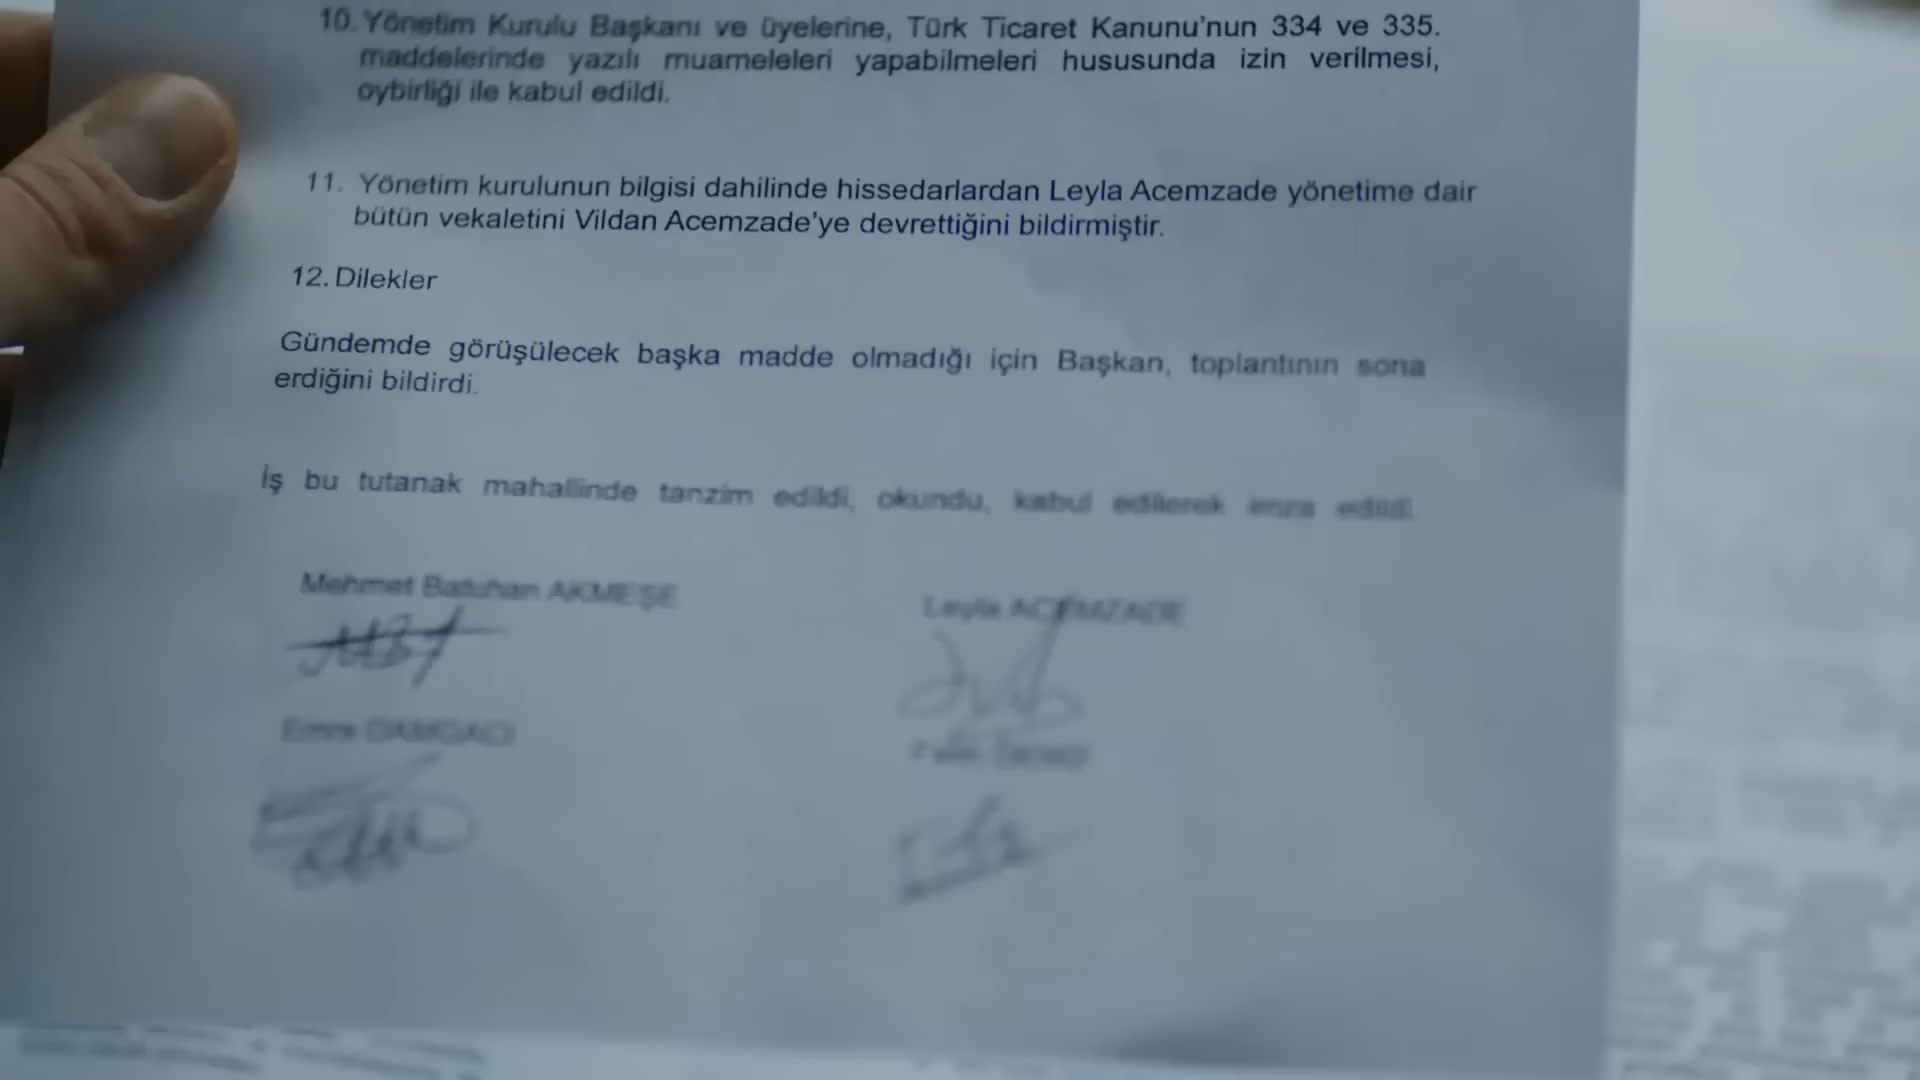 10. Yönetim Kurulu Başkanı ve üyelerine, Türk Ticaret Kanunu'nun 334 ve 335.
maddelerinde yazılı muameleleri yapabilmeleri hususunda izin verilmesi,
oybirliği ile kabul edildi.
11. Yönetim kurulunun bilgisi dahilinde hissedarlardan Leyla Acemzade yönetime dair
bütün vekaletini Vildan Acemzade'ye devrettiğini bildirmiştir.
12. Dilekler
Gündemde görüşülecek başka madde olmadığı için Başkan, toplantının sona
erdiğini bildirdi.
İş bu tutanak mahallinde tanzim edildi, okundu, kabul edilerek imza edildi.
Mehmet Batuhan AKMEŞE
Leyla ACEMZADE
Emre DAMGACI